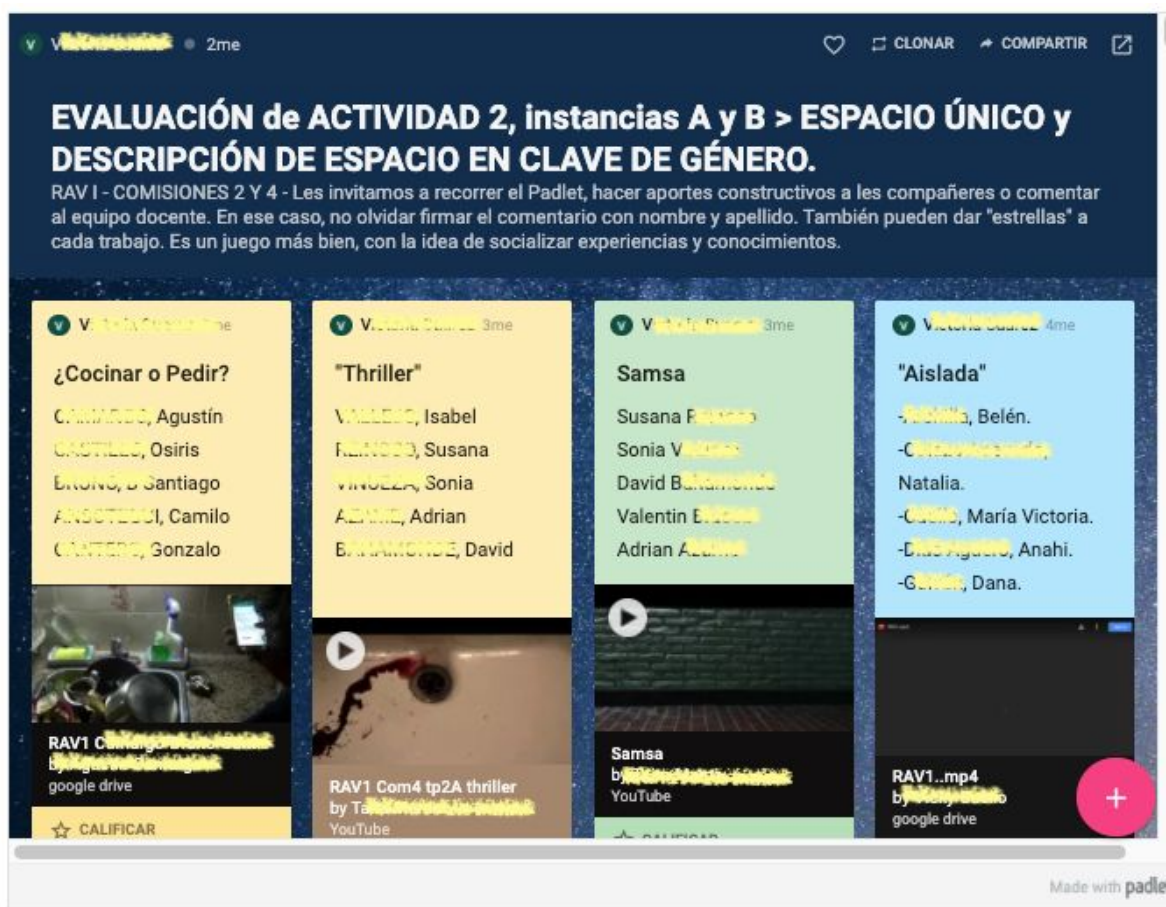 2me
CLONAR
COMPARTIR
EVALUACIÓN de ACTIVIDAD 2, instancias A y B > ESPACIO ÚNICO y
DESCRIPCIÓN DE ESPACIO EN CLAVE DE GÉNERO.
RAV I - COMISIONES 2 Y 4 - Les invitamos a recorrer el Padlet, hacer aportes constructivos a les compañeres o comentar
al equipo docente. En ese caso, no olvidar firmar el comentario con nombre y apellido. También pueden dar "estrellas" a
cada trabajo. Es un juego más bien, con la idea de socializar experiencias y conocimientos.
¿Cocinar o Pedir?
Agustín
Osiris
Santiago
Camilo
Gonzalo
RAV1
google drive
CALIFICAR
3me
"Thriller"
Isabel
Susana
Sonia
Adrian
David
RAV1 Com4 tp2A thriller
by
YouTube
3me
Samsa
Susana
Sonia
David
Valentin
Adrian
Samsa
by
YouTube
CALIFICAR
4me
"Aislada"
Belén.
Natalia.
María Victoria.
Anahi.
Dana.
RAV1..mp4
by
google drive
Made with padlet